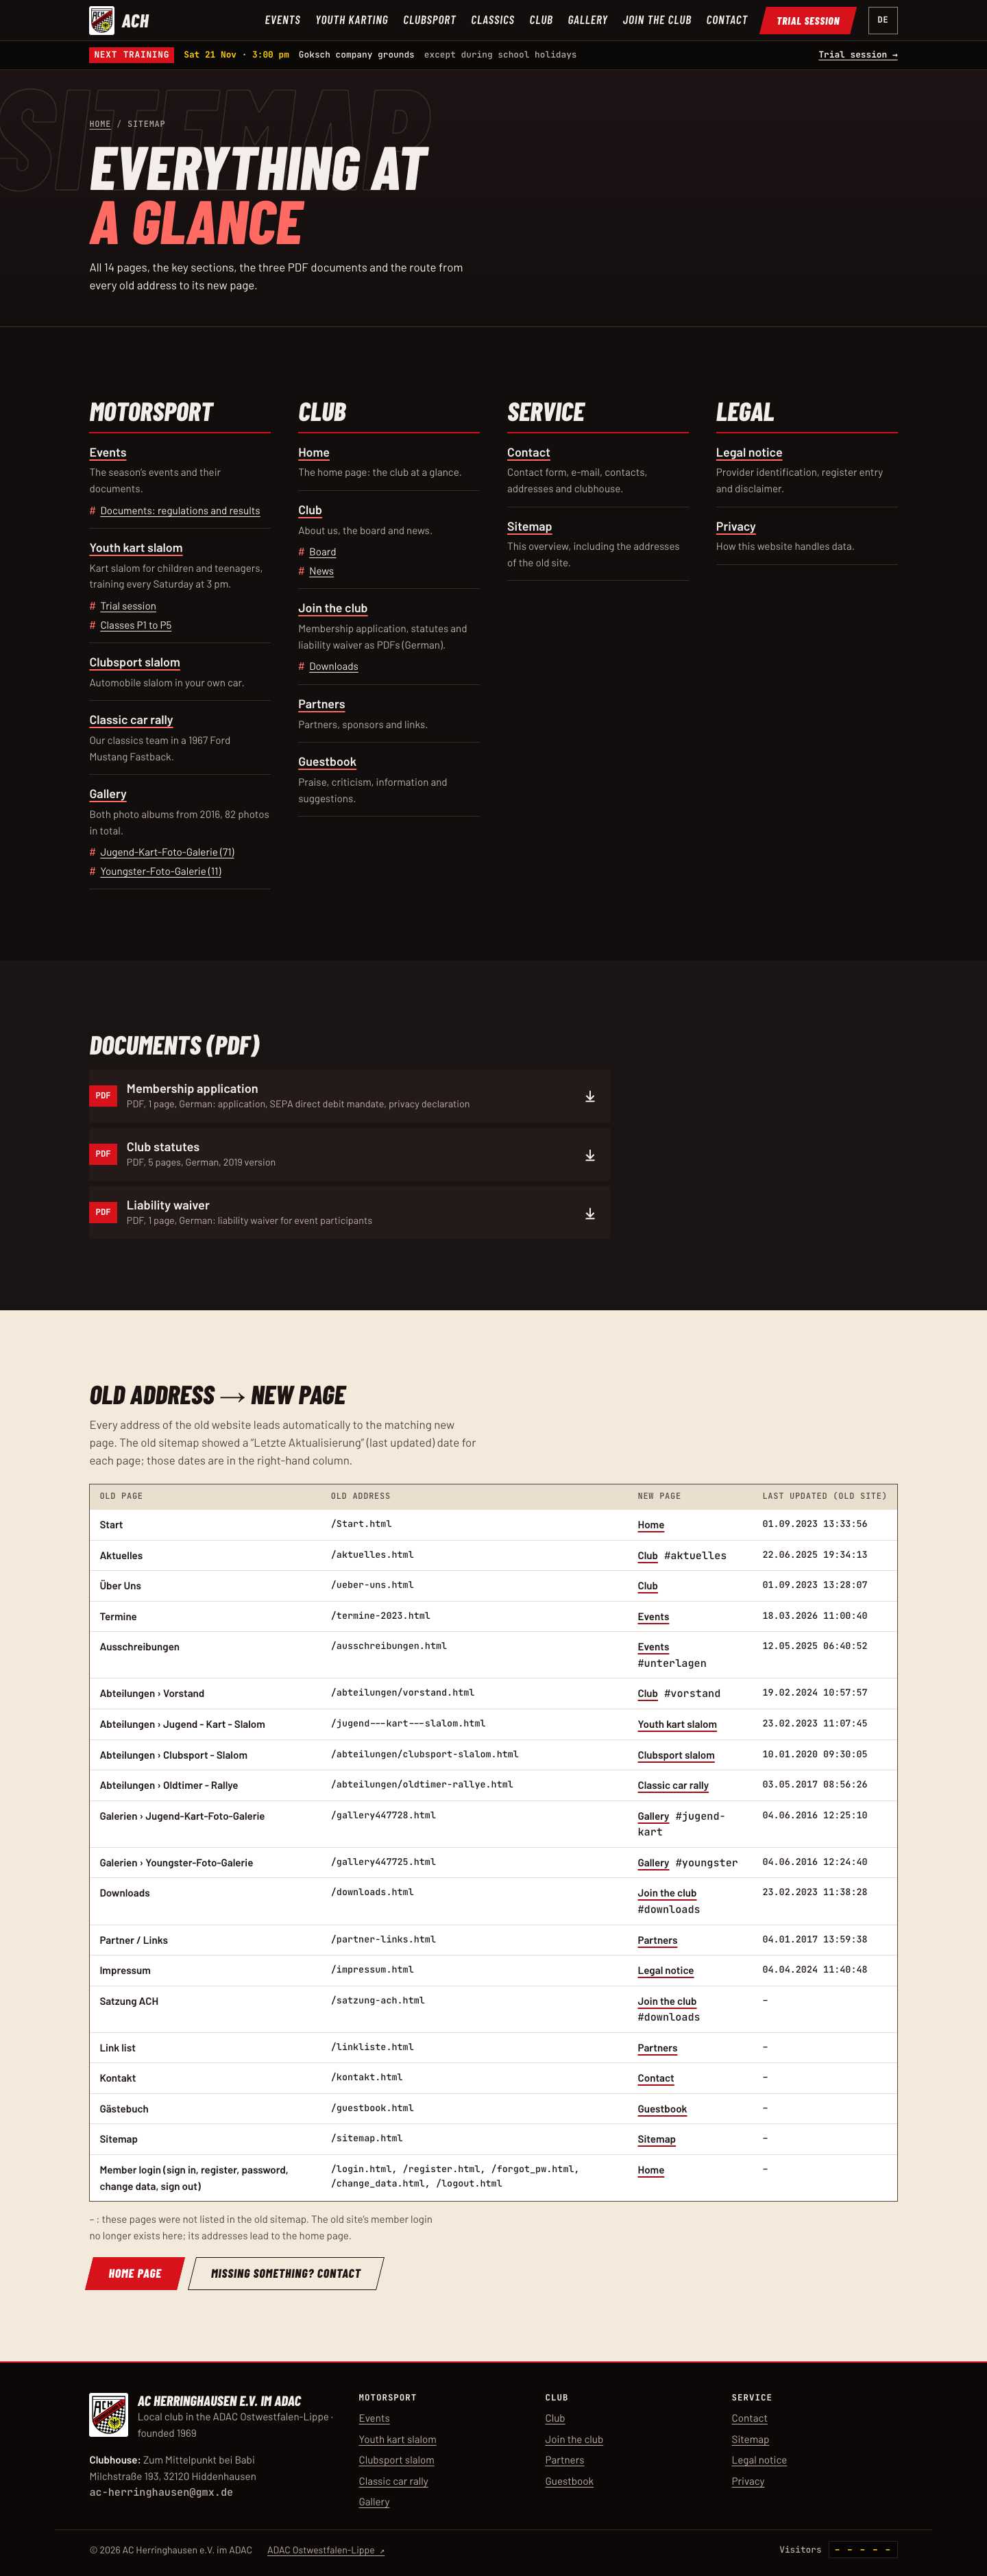 ACH
EVENTS YOUTH KARTING CLUBSPORT CLASSICS CLUB GALLERY JOIN THE CLUB CONTACT TRIAL SESSION DE
NEXT TRAINING Sat 21 Nov · 3:00 pm Goksch company grounds except during school holidays Trial session →
SITEMAP
HOME / SITEMAP
EVERYTHING AT
A GLANCE
All 14 pages, the key sections, the three PDF documents and the route from
every old address to its new page.
MOTORSPORT
Events
The season's events and their
documents.
# Documents: regulations and results
Youth kart slalom
Kart slalom for children and teenagers,
training every Saturday at 3 pm.
# Trial session
# Classes P1 to P5
Clubsport slalom
Automobile slalom in your own car.
Classic car rally
Our classics team in a 1967 Ford
Mustang Fastback.
Gallery
Both photo albums from 2016, 82 photos
in total.
# Jugend-Kart-Foto-Galerie (71)
# Youngster-Foto-Galerie (11)
CLUB
Home
The home page: the club at a glance.
Club
About us, the board and news.
# Board
# News
Join the club
Membership application, statutes and
liability waiver as PDFs (German).
# Downloads
Partners
Partners, sponsors and links.
Guestbook
Praise, criticism, information and
suggestions.
SERVICE
Contact
Contact form, e-mail, contacts,
addresses and clubhouse.
Sitemap
This overview, including the addresses
of the old site.
LEGAL
Legal notice
Provider identification, register entry
and disclaimer.
Privacy
How this website handles data.
DOCUMENTS (PDF)
PDF Membership application
PDF, 1 page, German: application, SEPA direct debit mandate, privacy declaration
PDF Club statutes
PDF, 5 pages, German, 2019 version
PDF Liability waiver
PDF, 1 page, German: liability waiver for event participants
OLD ADDRESS → NEW PAGE
Every address of the old website leads automatically to the matching new
page. The old sitemap showed a “Letzte Aktualisierung” (last updated) date for
each page; those dates are in the right-hand column.
OLD PAGE OLD ADDRESS NEW PAGE LAST UPDATED (OLD SITE)
Start /Start.html Home 01.09.2023 13:33:56
Aktuelles /aktuelles.html Club #aktuelles 22.06.2025 19:34:13
Über Uns /ueber-uns.html Club 01.09.2023 13:28:07
Termine /termine-2023.html Events 18.03.2026 11:00:40
Ausschreibungen /ausschreibungen.html Events #unterlagen 12.05.2025 06:40:52
Abteilungen › Vorstand /abteilungen/vorstand.html Club #vorstand 19.02.2024 10:57:57
Abteilungen › Jugend - Kart - Slalom /jugend---kart---slalom.html Youth kart slalom 23.02.2023 11:07:45
Abteilungen › Clubsport - Slalom /abteilungen/clubsport-slalom.html Clubsport slalom 10.01.2020 09:30:05
Abteilungen › Oldtimer - Rallye /abteilungen/oldtimer-rallye.html Classic car rally 03.05.2017 08:56:26
Galerien › Jugend-Kart-Foto-Galerie /gallery447728.html Gallery #jugend-kart 04.06.2016 12:25:10
Galerien › Youngster-Foto-Galerie /gallery447725.html Gallery #youngster 04.06.2016 12:24:40
Downloads /downloads.html Join the club #downloads 23.02.2023 11:38:28
Partner / Links /partner-links.html Partners 04.01.2017 13:59:38
Impressum /impressum.html Legal notice 04.04.2024 11:40:48
Satzung ACH /satzung-ach.html Join the club #downloads –
Link list /linkliste.html Partners –
Kontakt /kontakt.html Contact –
Gästebuch /guestbook.html Guestbook –
Sitemap /sitemap.html Sitemap –
Member login (sign in, register, password, change data, sign out) /login.html, /register.html, /forgot_pw.html, /change_data.html, /logout.html Home –
– : these pages were not listed in the old sitemap. The old site's member login
no longer exists here; its addresses lead to the home page.
HOME PAGE MISSING SOMETHING? CONTACT
ACH
AC HERRINGHAUSEN E.V. IM ADAC
Local club in the ADAC Ostwestfalen-Lippe ·
founded 1969
Clubhouse: Zum Mittelpunkt bei Babi
Milchstraße 193, 32120 Hiddenhausen
ac-herringhausen@gmx.de
MOTORSPORT
Events
Youth kart slalom
Clubsport slalom
Classic car rally
Gallery
CLUB
Club
Join the club
Partners
Guestbook
SERVICE
Contact
Sitemap
Legal notice
Privacy
© 2026 AC Herringhausen e.V. im ADAC ADAC Ostwestfalen-Lippe ↗ Visitors – – – – –